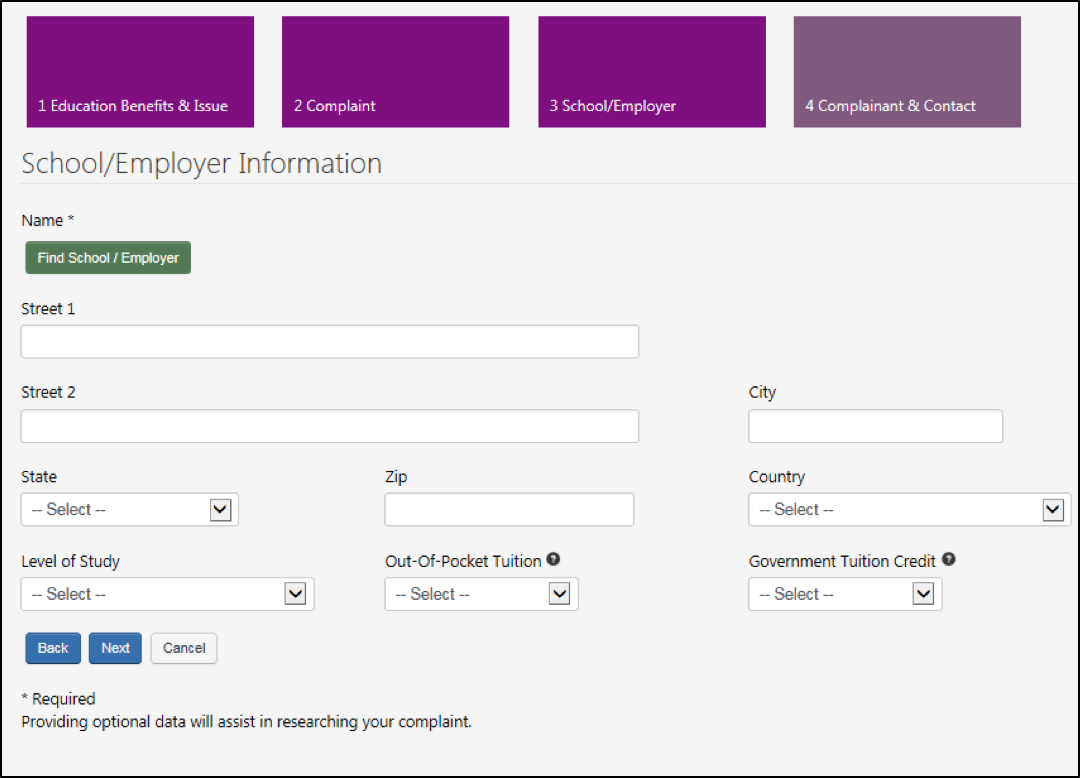 1 Education Benefits & Issue 2 Complaint 3 School/Employer 4 Complainant & Contact
School/Employer Information
Name *
Find School / Employer
Street 1
Street 2 City
State Zip Country
-- Select -- -- Select --
Level of Study Out-Of-Pocket Tuition ? Government Tuition Credit ?
-- Select -- -- Select -- -- Select --
Back Next Cancel
* Required
Providing optional data will assist in researching your complaint.